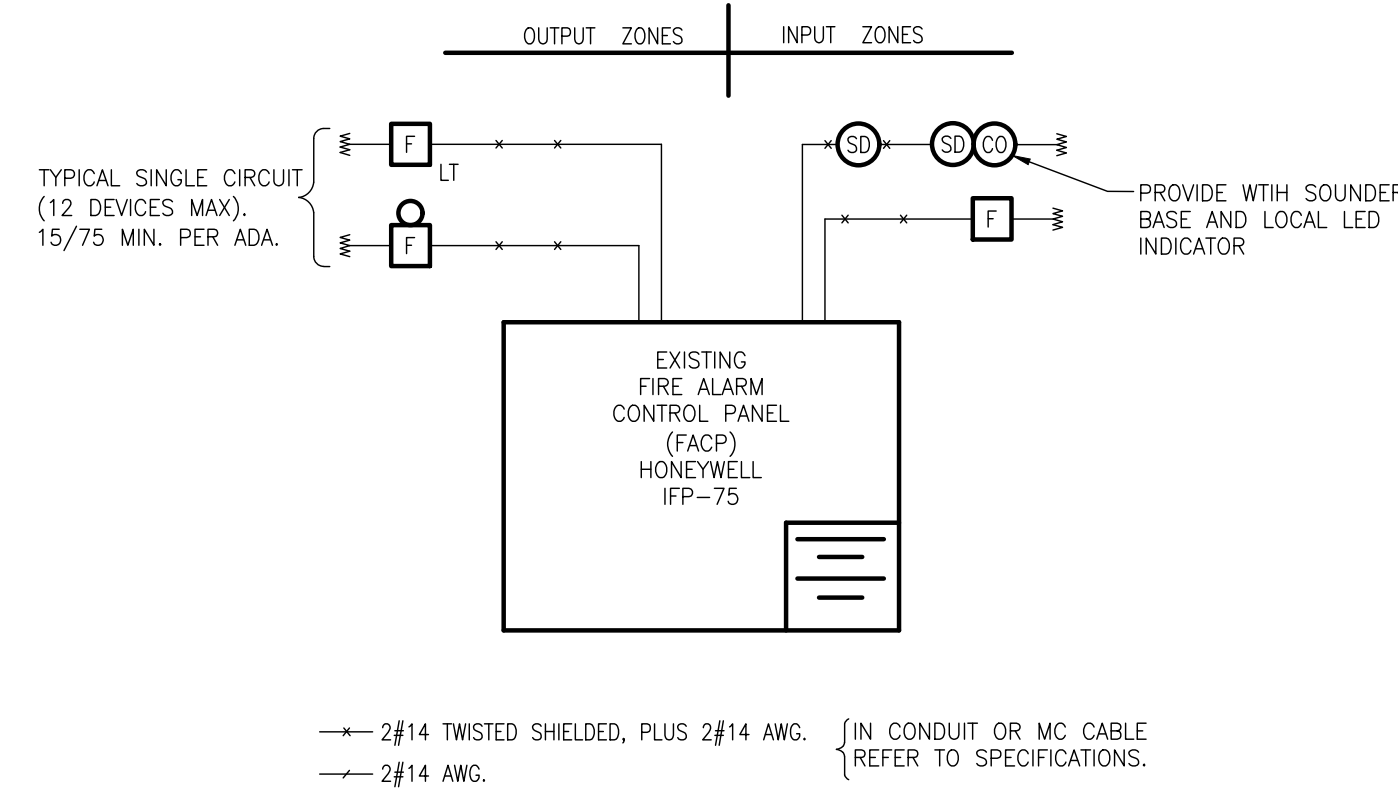 OUTPUT ZONES
INPUT ZONES
F
LT
F
TYPICAL SINGLE CIRCUIT
(12 DEVICES MAX).
15/75 MIN. PER ADA.
SD
SD
CO
F
PROVIDE WTIH SOUNDER
BASE AND LOCAL LED
INDICATOR
EXISTING
FIRE ALARM
CONTROL PANEL
(FACP)
HONEYWELL
IFP-75
2#14 TWISTED SHIELDED, PLUS 2#14 AWG.
2#14 AWG.
IN CONDUIT OR MC CABLE
REFER TO SPECIFICATIONS.